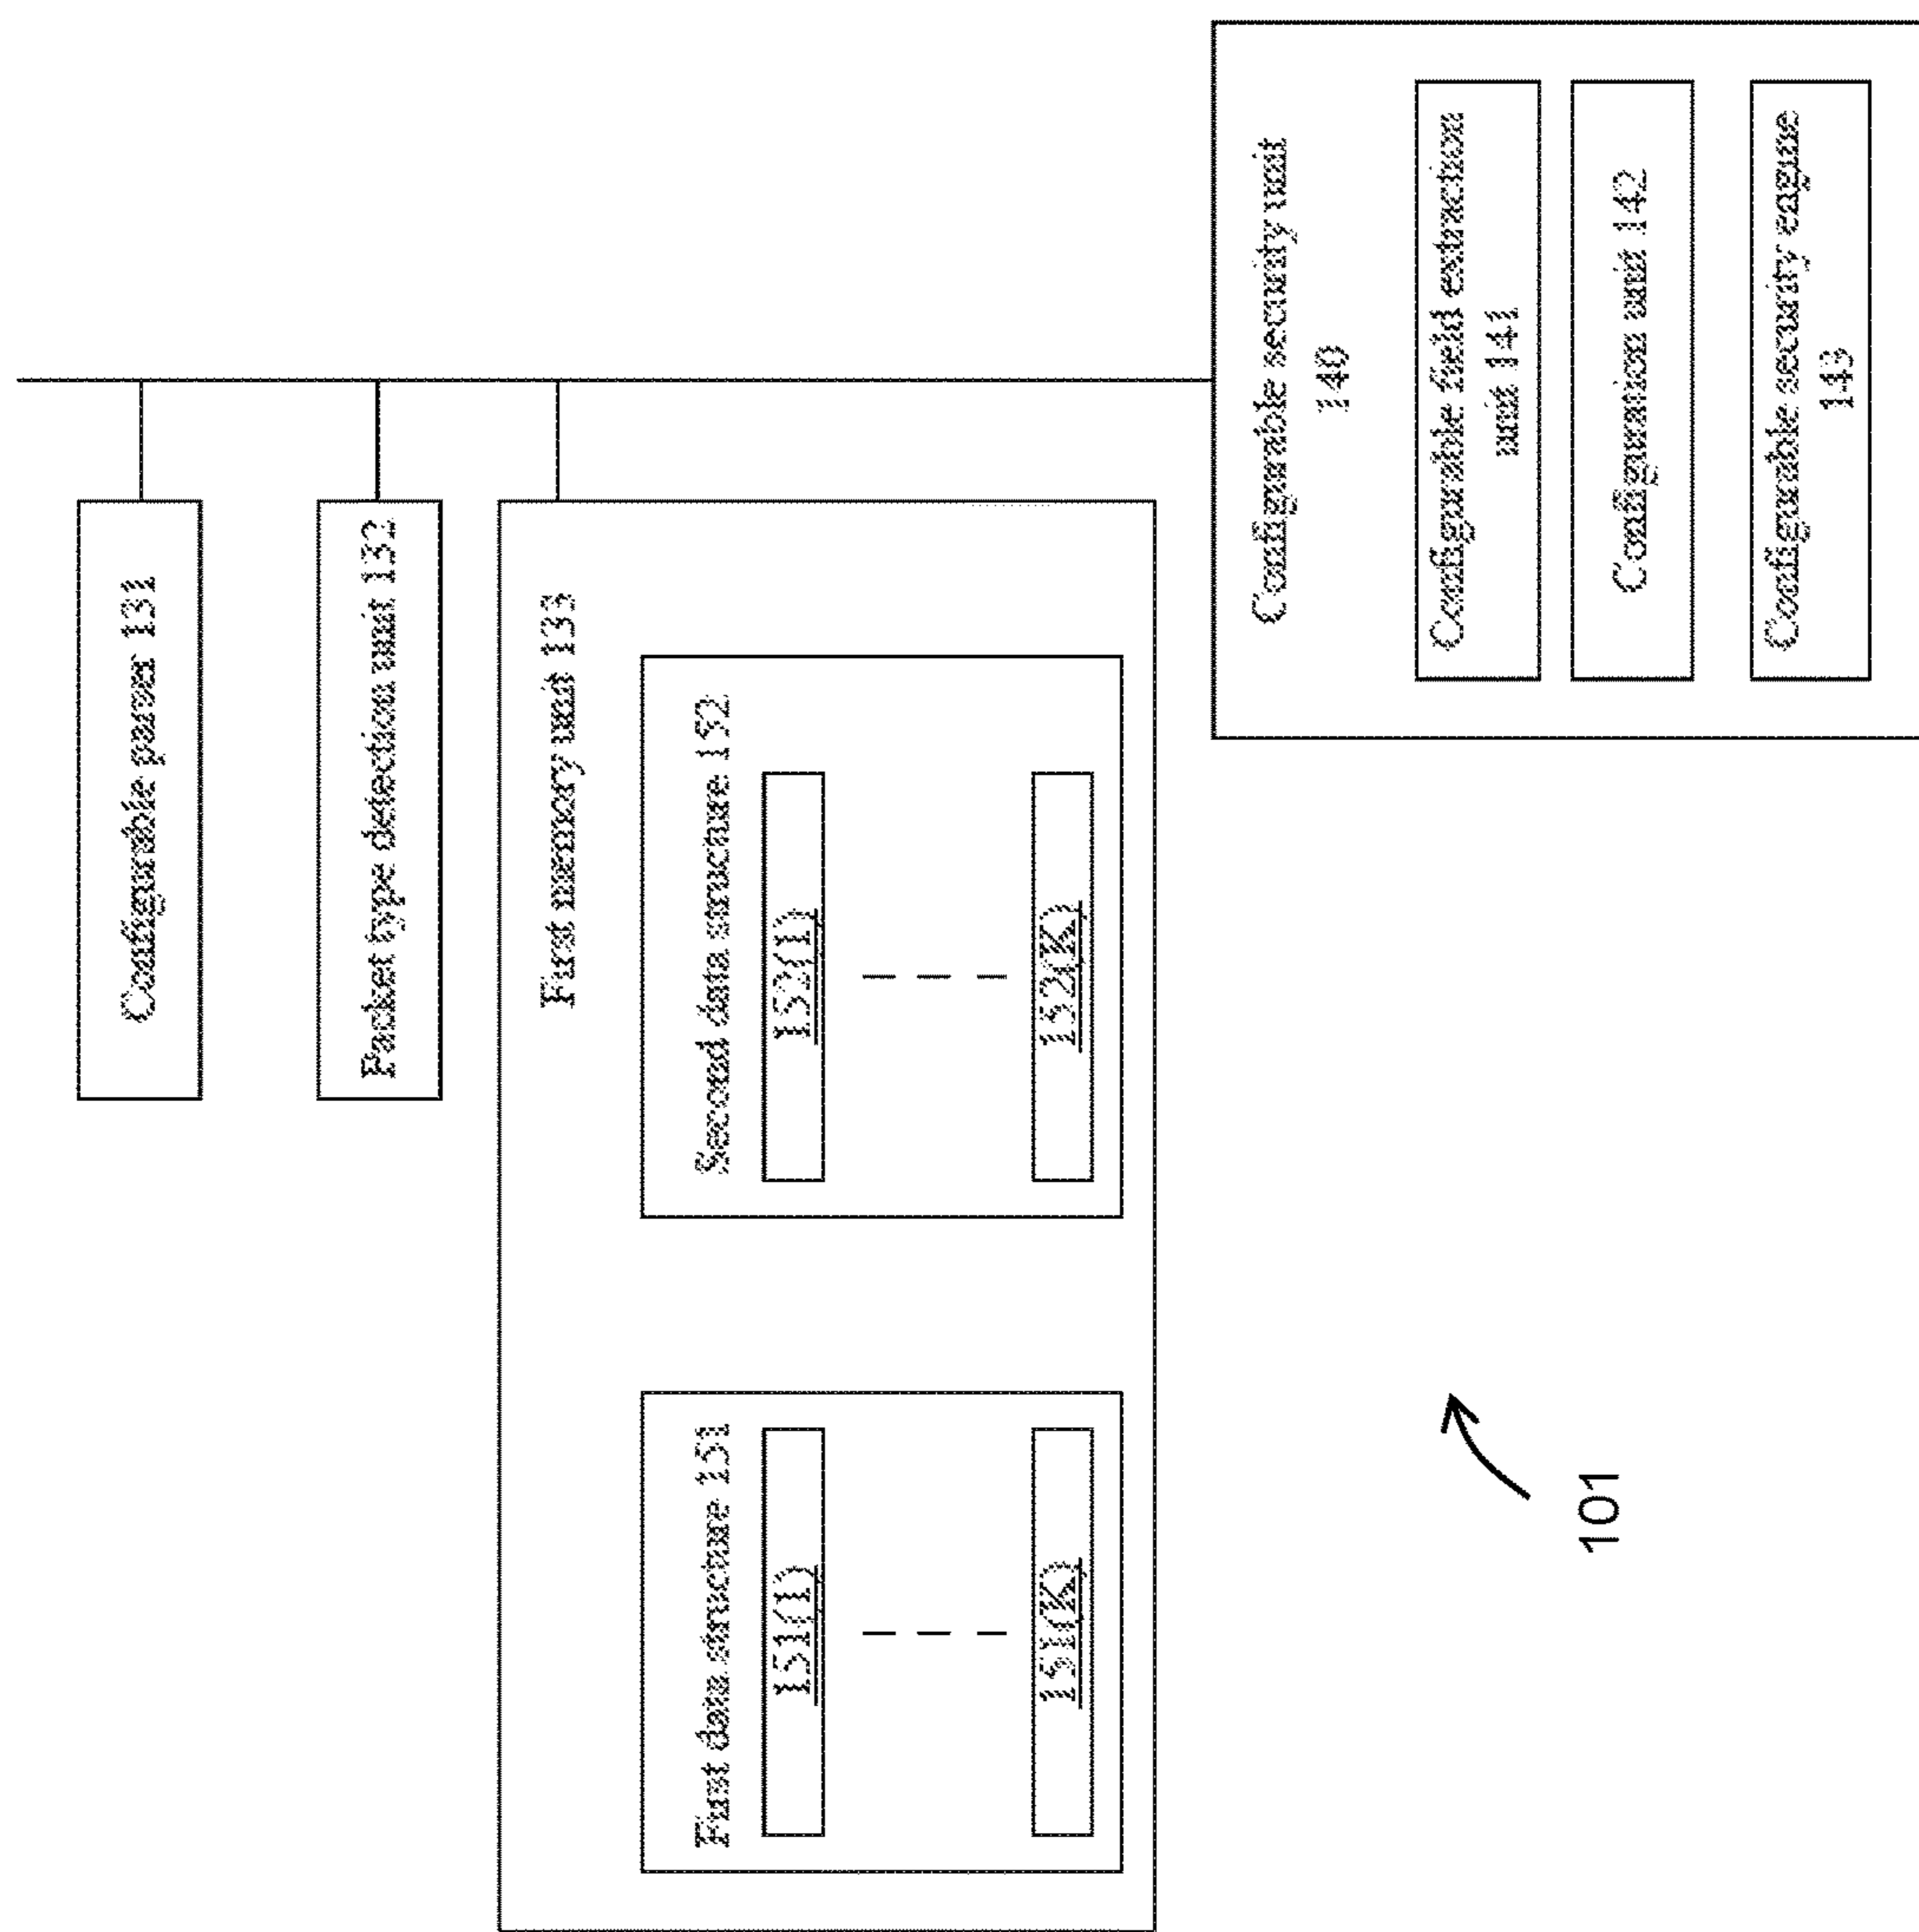 Configurable parser 131
Packet type detection unit 132
First memory unit 133
First data structure 151
151(1)
151(K)
Second data structure 152
152(1)
152(K)
Configurable security unit
140
Configurable field extraction
unit 141
Configuration unit 142
Configurable security engine
143
101